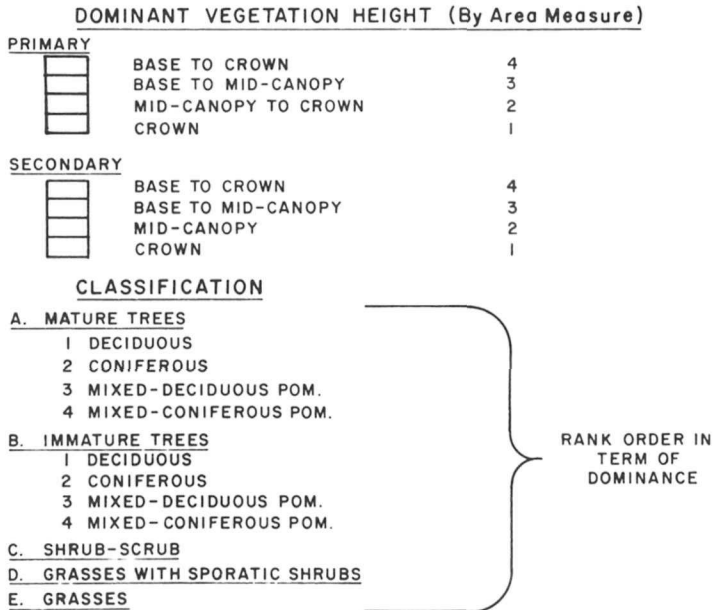 DOMINANT VEGETATION HEIGHT (By Area Measure)
PRIMARY
BASE TO CROWN 4
BASE TO MID-CANOPY 3
MID-CANOPY TO CROWN 2
CROWN 1
SECONDARY
BASE TO CROWN 4
BASE TO MID-CANOPY 3
MID-CANOPY 2
CROWN 1
CLASSIFICATION
A. MATURE TREES
1 DECIDUOUS
2 CONIFEROUS
3 MIXED-DECIDUOUS POM.
4 MIXED-CONIFEROUS POM.
B. IMMATURE TREES
1 DECIDUOUS
2 CONIFEROUS
3 MIXED-DECIDUOUS POM.
4 MIXED-CONIFEROUS POM.
C. SHRUB-SCRUB
D. GRASSES WITH SPORATIC SHRUBS
E. GRASSES
RANK ORDER IN
TERM OF
DOMINANCE